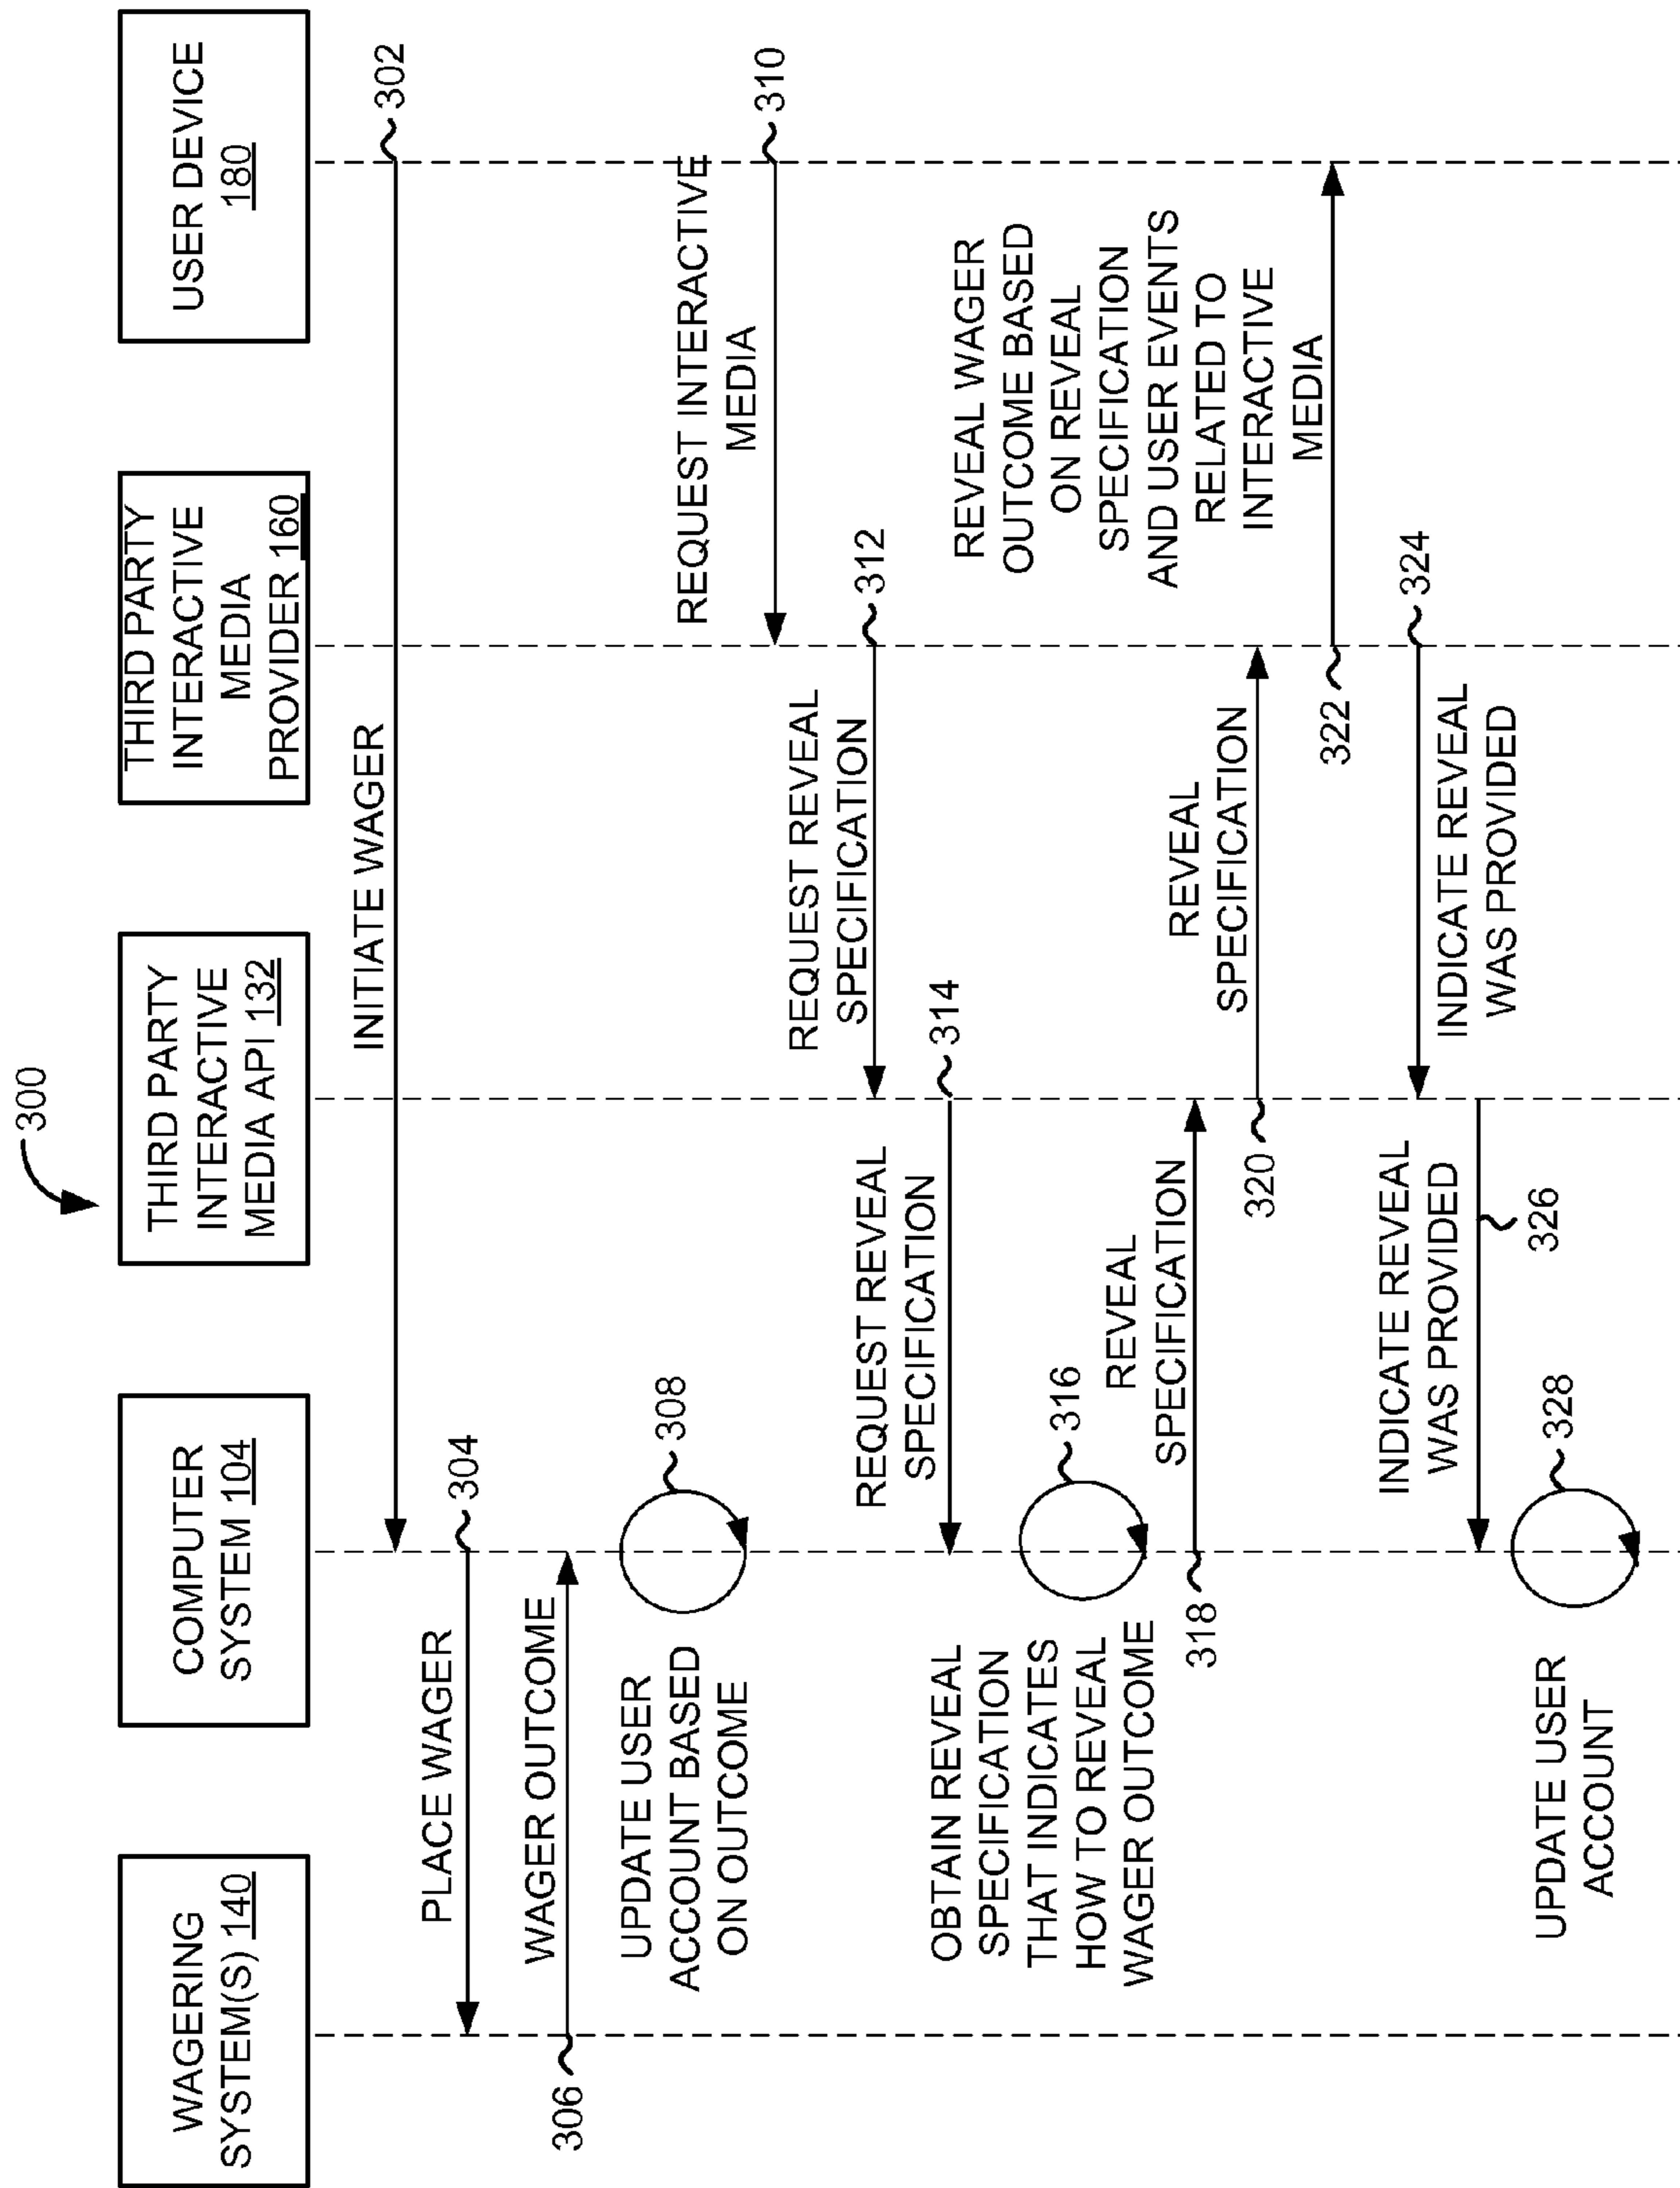 300
WAGERING
SYSTEM(S) 140
COMPUTER
SYSTEM 104
THIRD PARTY
INTERACTIVE
MEDIA API 132
THIRD PARTY
INTERACTIVE
MEDIA
PROVIDER 160
USER DEVICE
180
INITIATE WAGER
302
PLACE WAGER
304
WAGER OUTCOME
306
UPDATE USER
ACCOUNT BASED
ON OUTCOME
308
REQUEST INTERACTIVE
MEDIA
310
REQUEST REVEAL
SPECIFICATION
312
REQUEST REVEAL
SPECIFICATION
314
OBTAIN REVEAL
SPECIFICATION
THAT INDICATES
HOW TO REVEAL
WAGER OUTCOME
316
REVEAL
SPECIFICATION
318
REVEAL
SPECIFICATION
320
REVEAL WAGER
OUTCOME BASED
ON REVEAL
SPECIFICATION
AND USER EVENTS
RELATED TO
INTERACTIVE
MEDIA
322
INDICATE REVEAL
WAS PROVIDED
324
INDICATE REVEAL
WAS PROVIDED
326
UPDATE USER
ACCOUNT
328